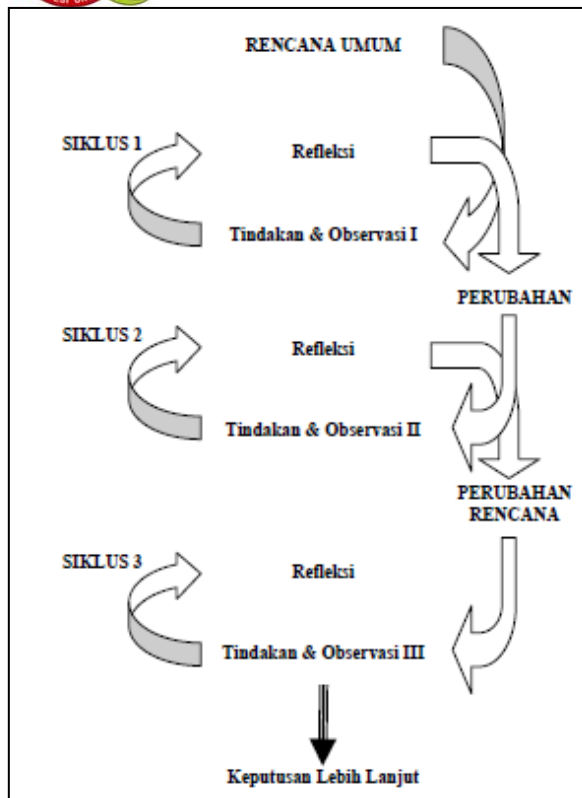 RENCANA UMUM
SIKLUS 1
Refleksi
Tindakan & Observasi I
PERUBAHAN
SIKLUS 2
Refleksi
Tindakan & Observasi II
PERUBAHAN
RENCANA
SIKLUS 3
Refleksi
Tindakan & Observasi III
Keputusan Lebih Lanjut